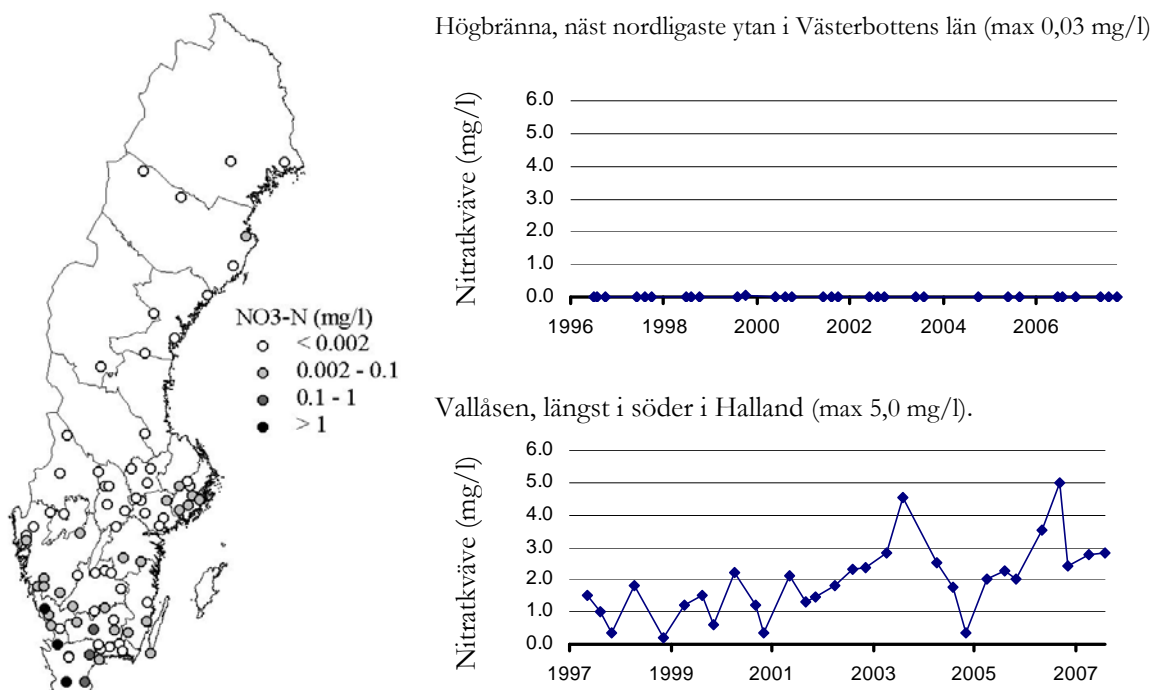 Högbränna, näst nordligaste ytan i Västerbottens län (max 0,03 mg/l)
Nitratkväve (mg/l)
6.0
5.0
4.0
3.0
2.0
1.0
0.0
1996 1998 2000 2002 2004 2006
NO3-N (mg/l)
< 0.002
0.002 - 0.1
0.1 - 1
> 1
Vallåsen, längst i söder i Halland (max 5,0 mg/l).
Nitratkväve (mg/l)
6.0
5.0
4.0
3.0
2.0
1.0
0.0
1997 1999 2001 2003 2005 2007